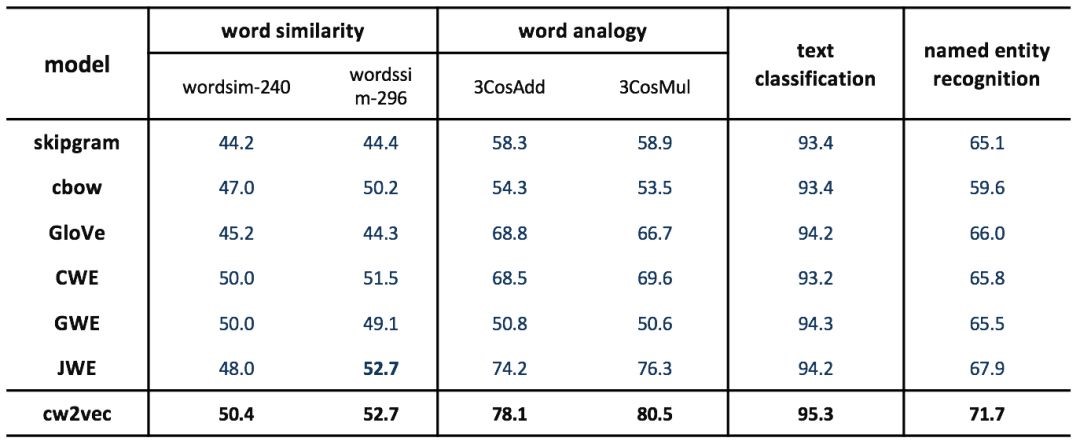 model word similarity word analogy text classification named entity recognition
wordsim-240 wordssi m-296 3CosAdd 3CosMul
skipgram 44.2 44.4 58.3 58.9 93.4 65.1
cbow 47.0 50.2 54.3 53.5 93.4 59.6
GloVe 45.2 44.3 68.8 66.7 94.2 66.0
CWE 50.0 51.5 68.5 69.6 93.2 65.8
GWE 50.0 49.1 50.8 50.6 94.3 65.5
JWE 48.0 52.7 74.2 76.3 94.2 67.9
cw2vec 50.4 52.7 78.1 80.5 95.3 71.7